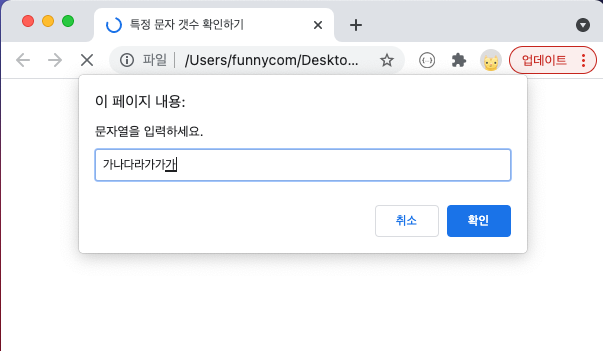 특정 문자 갯수 확인하기
파일 | /Users/funnycom/Deskto...
업데이트
이 페이지 내용:
문자열을 입력하세요.
가나다라가가가
취소
확인